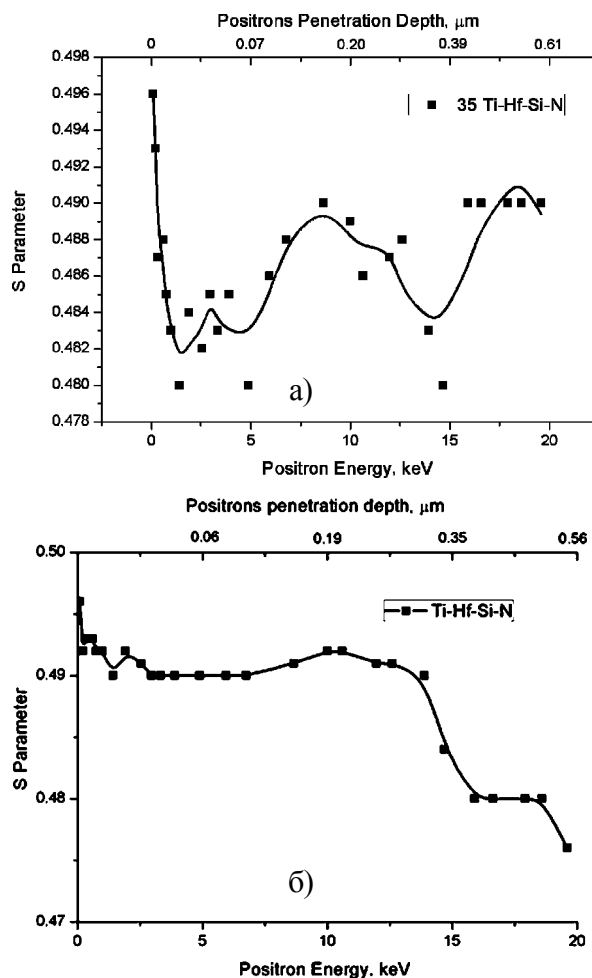 Positrons Penetration Depth, μm
0 0.07 0.20 0.39 0.61
0.498
0.496
0.494
0.492
0.490
0.488
0.486
0.484
0.482
0.480
0.478
S Parameter
35 Ti-Hf-Si-N
а)
0 5 10 15 20
Positron Energy, keV
Positrons penetration depth, μm
0 0.06 0.19 0.35 0.56
0.50
0.49
0.48
0.47
S Parameter
Ti-Hf-Si-N
б)
0 5 10 15 20
Positron Energy, keV